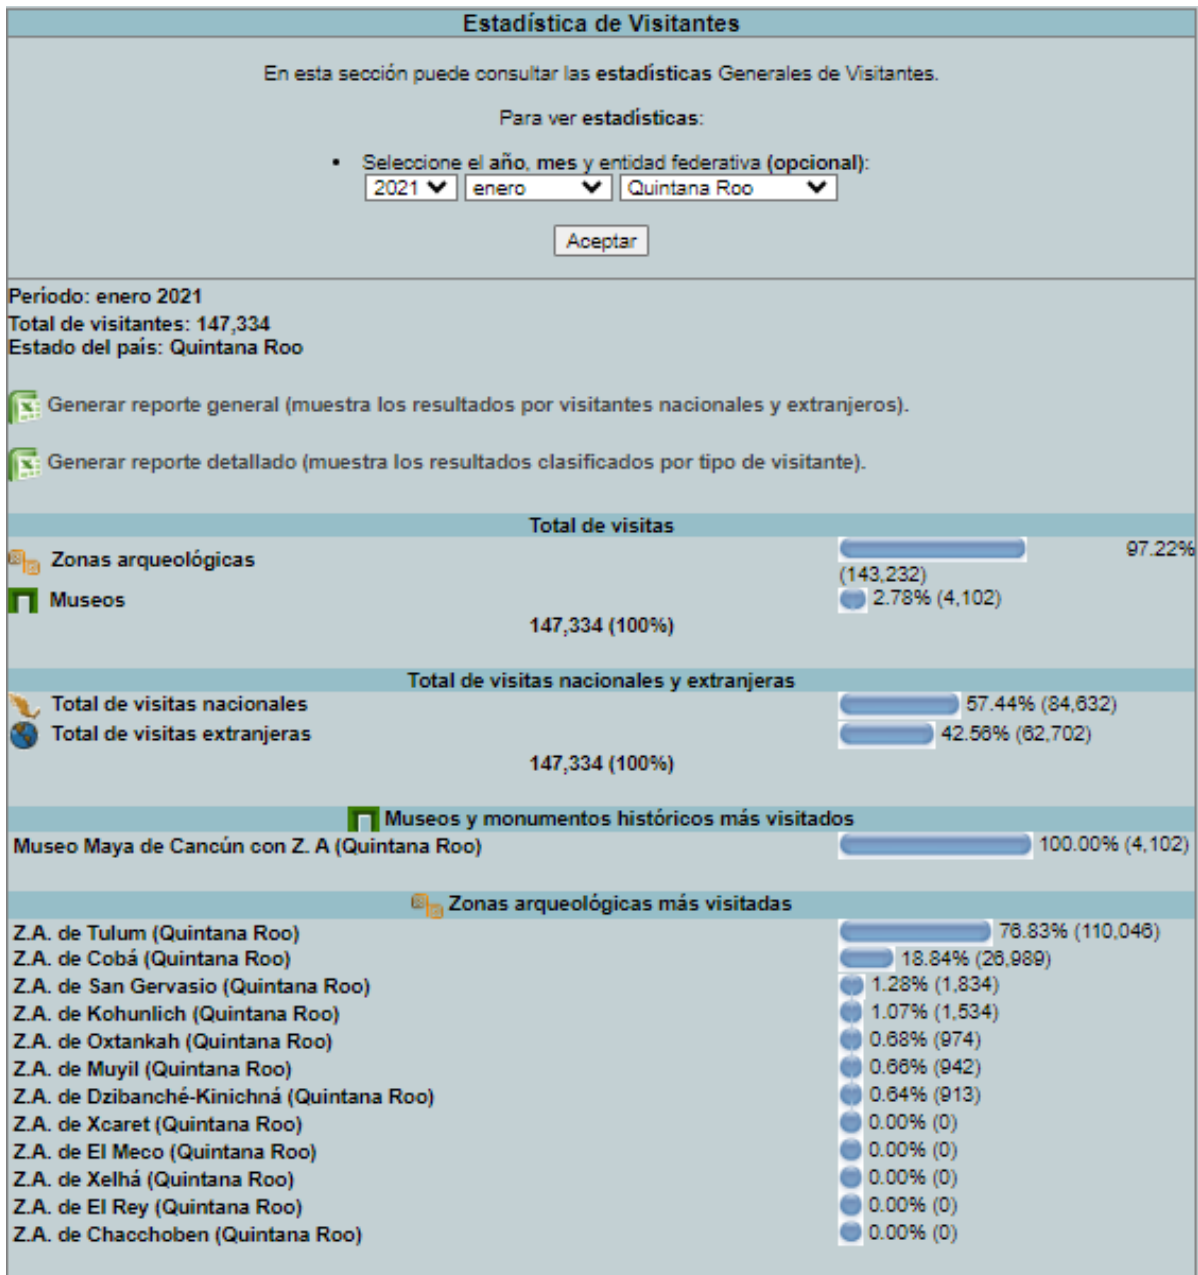 Estadística de Visitantes
En esta sección puede consultar las estadísticas Generales de Visitantes.
Para ver estadísticas:
• Seleccione el año, mes y entidad federativa (opcional):
2021 enero Quintana Roo
Aceptar
Período: enero 2021
Total de visitantes: 147,334
Estado del país: Quintana Roo
Generar reporte general (muestra los resultados por visitantes nacionales y extranjeros).
Generar reporte detallado (muestra los resultados clasificados por tipo de visitante).
Total de visitas
Zonas arqueológicas 97.22% (143,232)
Museos 2.78% (4,102)
147,334 (100%)
Total de visitas nacionales y extranjeras
Total de visitas nacionales 57.44% (84,632)
Total de visitas extranjeras 42.56% (62,702)
147,334 (100%)
Museos y monumentos históricos más visitados
Museo Maya de Cancún con Z. A (Quintana Roo) 100.00% (4,102)
Zonas arqueológicas más visitadas
Z.A. de Tulum (Quintana Roo) 76.83% (110,046)
Z.A. de Cobá (Quintana Roo) 18.84% (26,989)
Z.A. de San Gervasio (Quintana Roo) 1.28% (1,834)
Z.A. de Kohunlich (Quintana Roo) 1.07% (1,534)
Z.A. de Oxtankah (Quintana Roo) 0.68% (974)
Z.A. de Muyil (Quintana Roo) 0.66% (942)
Z.A. de Dzibanché-Kinichná (Quintana Roo) 0.64% (913)
Z.A. de Xcaret (Quintana Roo) 0.00% (0)
Z.A. de El Meco (Quintana Roo) 0.00% (0)
Z.A. de Xelhá (Quintana Roo) 0.00% (0)
Z.A. de El Rey (Quintana Roo) 0.00% (0)
Z.A. de Chacchoben (Quintana Roo) 0.00% (0)